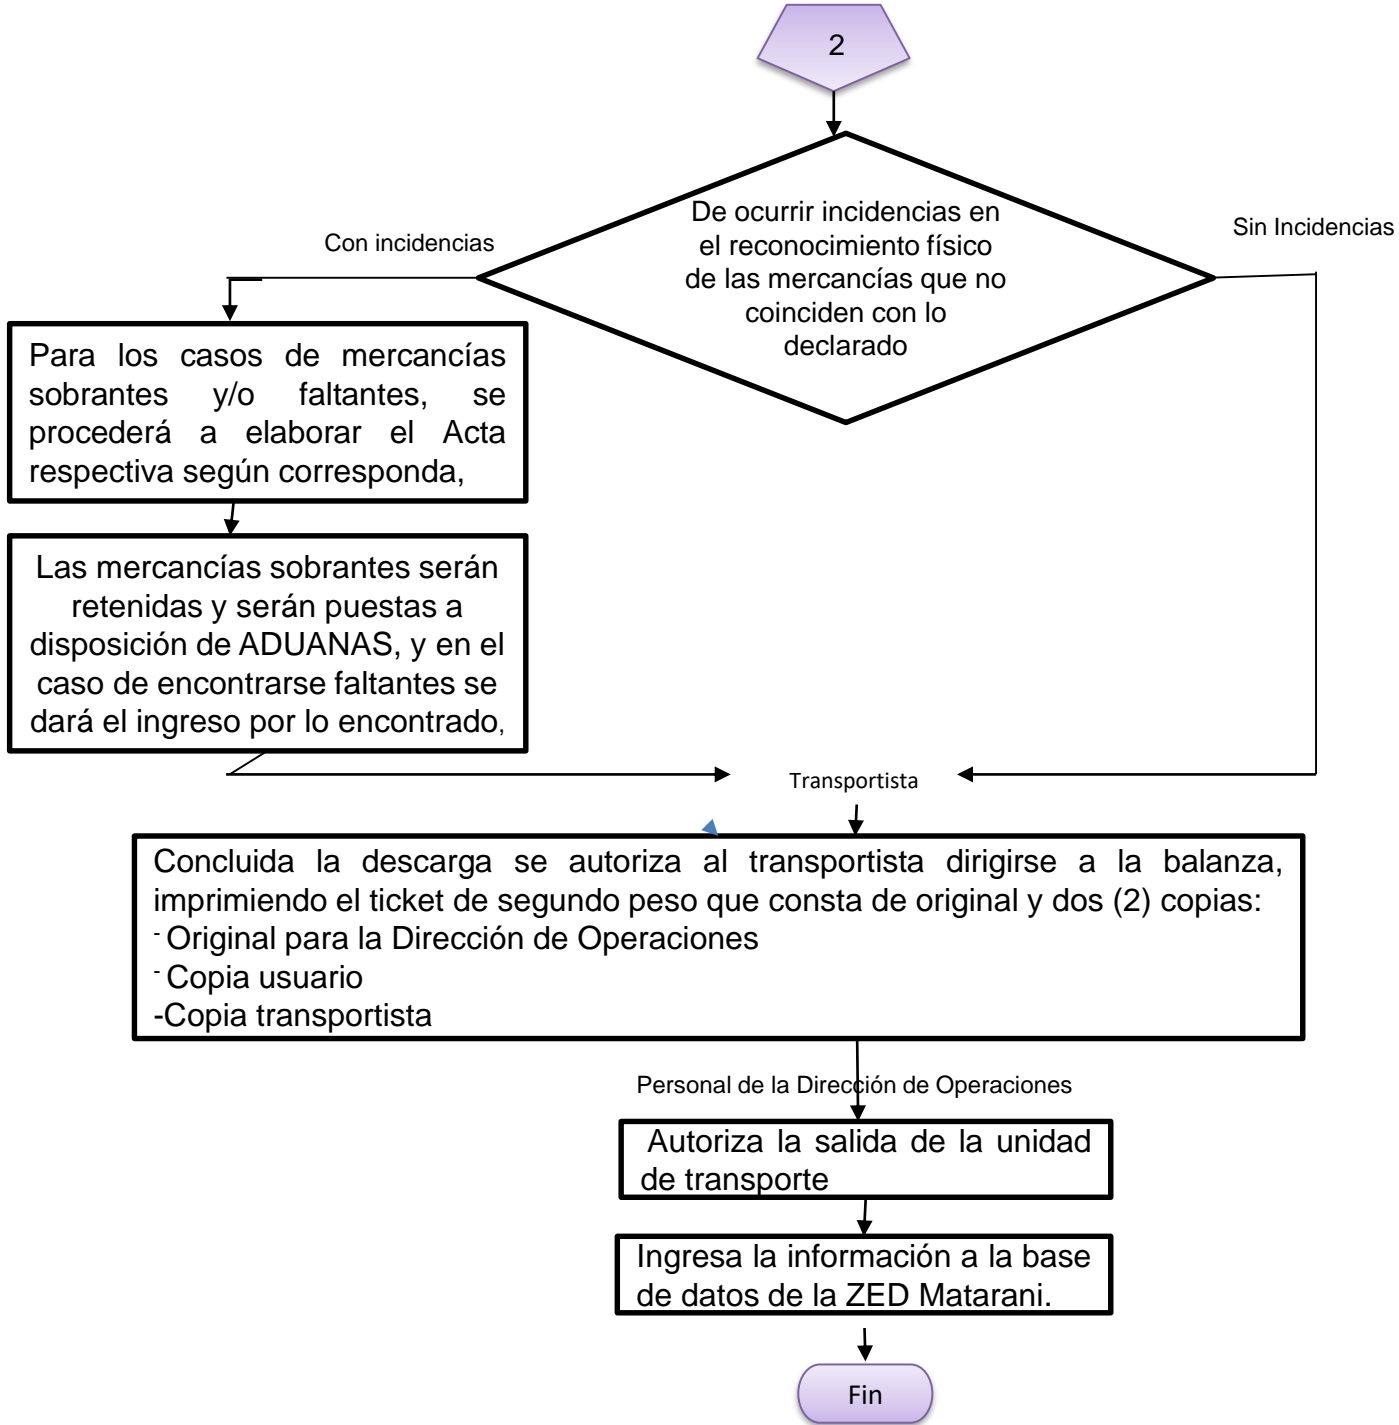 2
De ocurrir incidencias en
el reconocimiento físico
de las mercancías que no
coinciden con lo
declarado
Con incidencias
Sin Incidencias
Para los casos de mercancías
sobrantes y/o faltantes, se
procederá a elaborar el Acta
respectiva según corresponda,
Las mercancías sobrantes serán
retenidas y serán puestas a
disposición de ADUANAS, y en el
caso de encontrarse faltantes se
dará el ingreso por lo encontrado,
Transportista
Concluida la descarga se autoriza al transportista dirigirse a la balanza,
imprimiendo el ticket de segundo peso que consta de original y dos (2) copias:
- Original para la Dirección de Operaciones
- Copia usuario
-Copia transportista
Personal de la Dirección de Operaciones
Autoriza la salida de la unidad
de transporte
Ingresa la información a la base
de datos de la ZED Matarani.
Fin